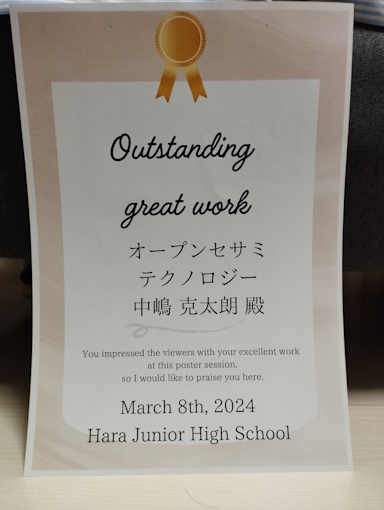 Outstanding
great work
オープンセサミ
テクノロジー
中嶋 克太朗 殿
You impressed the viewers with your excellent work
at this poster session,
so I would like to praise you here.
March 8th, 2024
Hara Junior High School